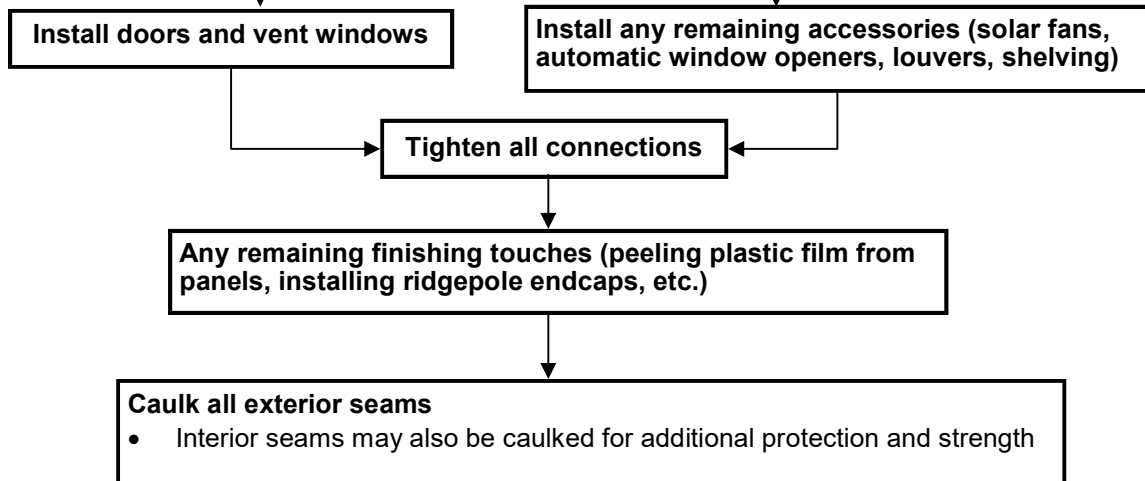 Install doors and vent windows
Install any remaining accessories (solar fans,
automatic window openers, louvers, shelving)
Tighten all connections
Any remaining finishing touches (peeling plastic film from
panels, installing ridgepole endcaps, etc.)
Caulk all exterior seams
• Interior seams may also be caulked for additional protection and strength